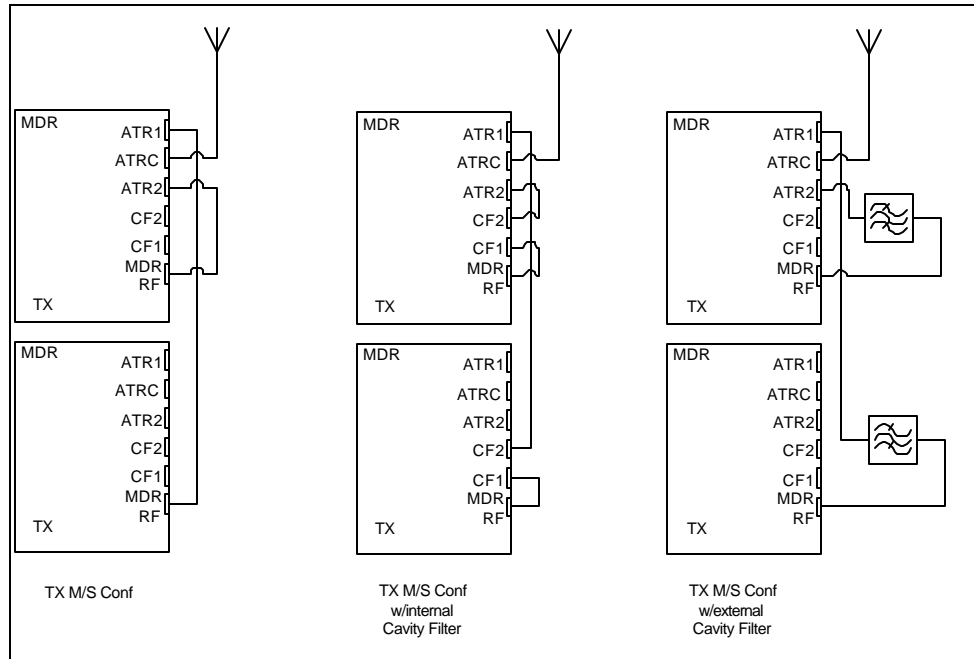 MDR
ATR1
ATRC
ATR2
CF2
CF1
MDR
RF
TX
MDR
ATR1
ATRC
ATR2
CF2
CF1
MDR
RF
TX
TX M/S Conf
MDR
ATR1
ATRC
ATR2
CF2
CF1
MDR
RF
TX
MDR
ATR1
ATRC
ATR2
CF2
CF1
MDR
RF
TX
TX M/S Conf
w/internal
Cavity Filter
MDR
ATR1
ATRC
ATR2
CF2
CF1
MDR
RF
TX
MDR
ATR1
ATRC
ATR2
CF2
CF1
MDR
RF
TX
TX M/S Conf
w/external
Cavity Filter